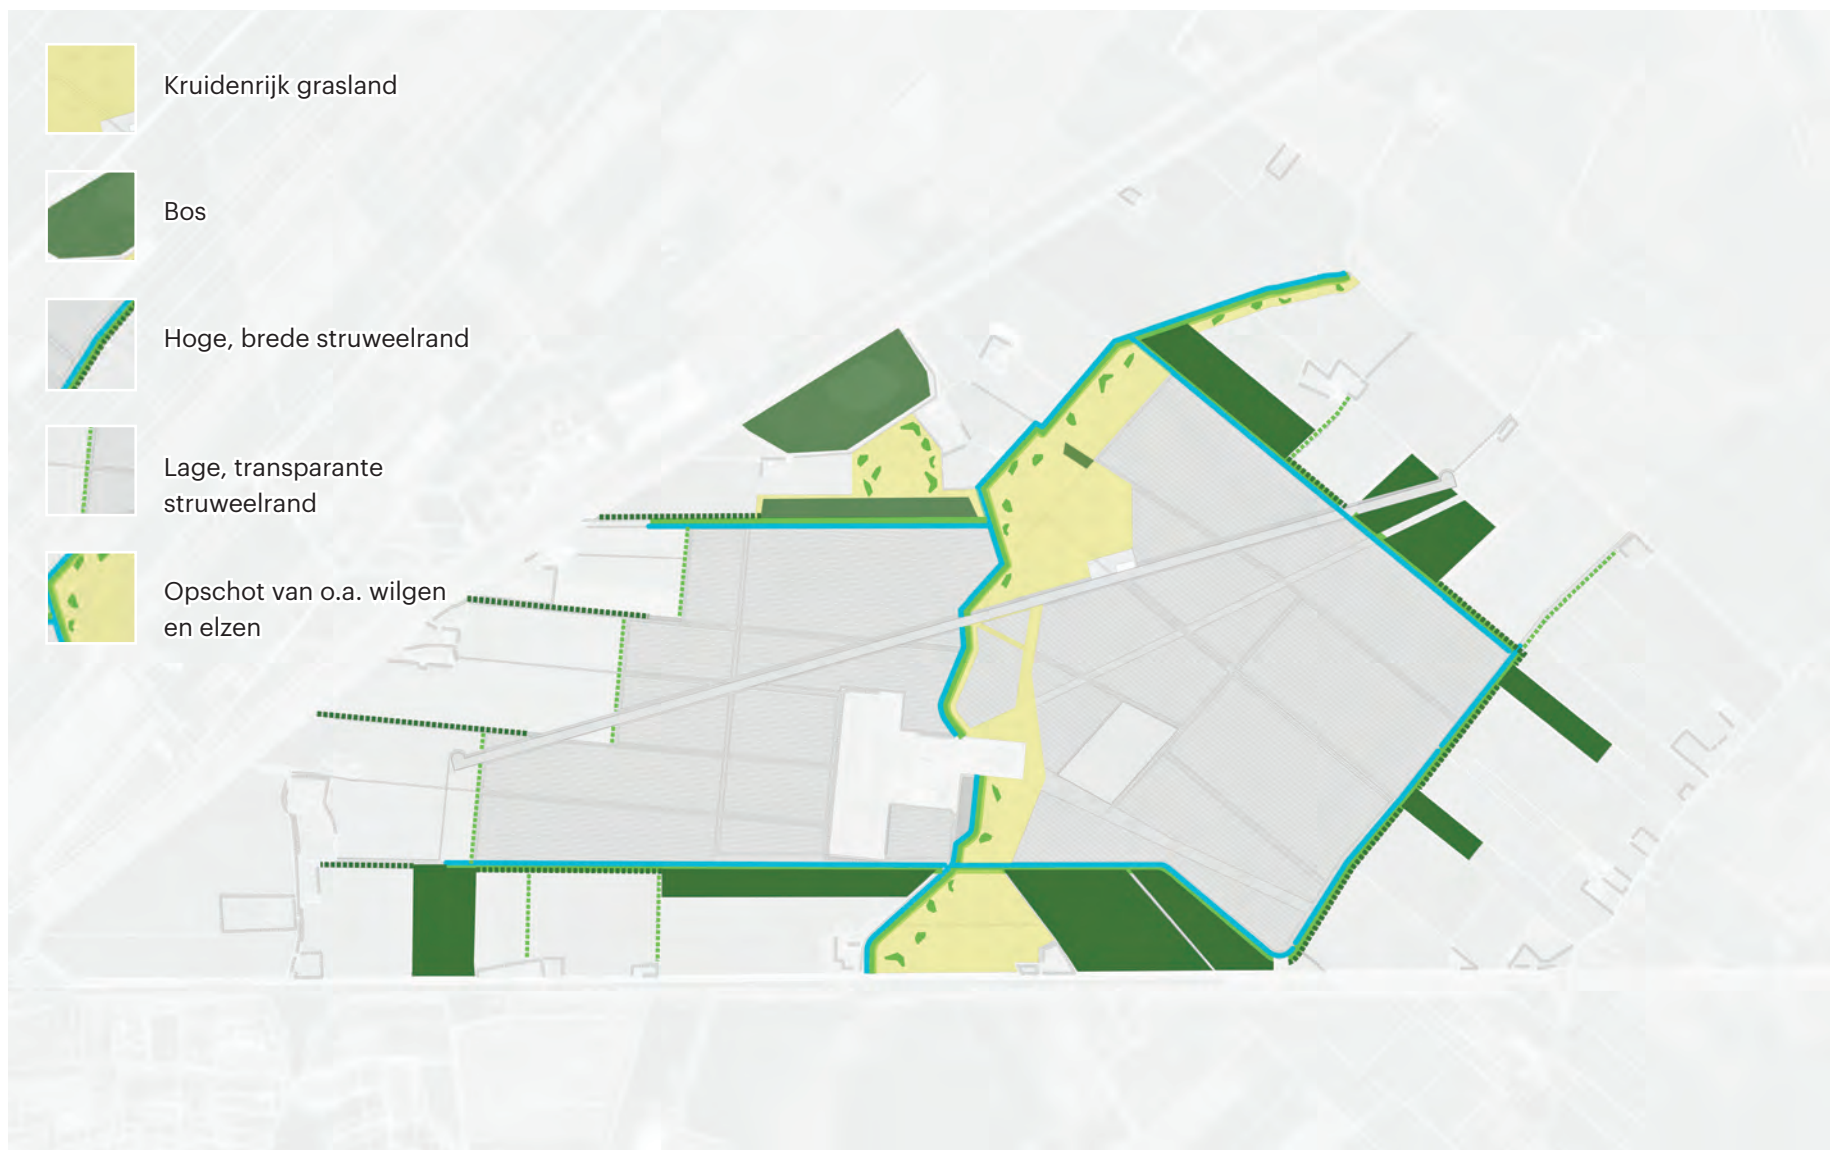 Kruidenrijk grasland
Bos
Hoge, brede struweelrand
Lage, transparante
struweelrand
Opschot van o.a. wilgen
en elzen